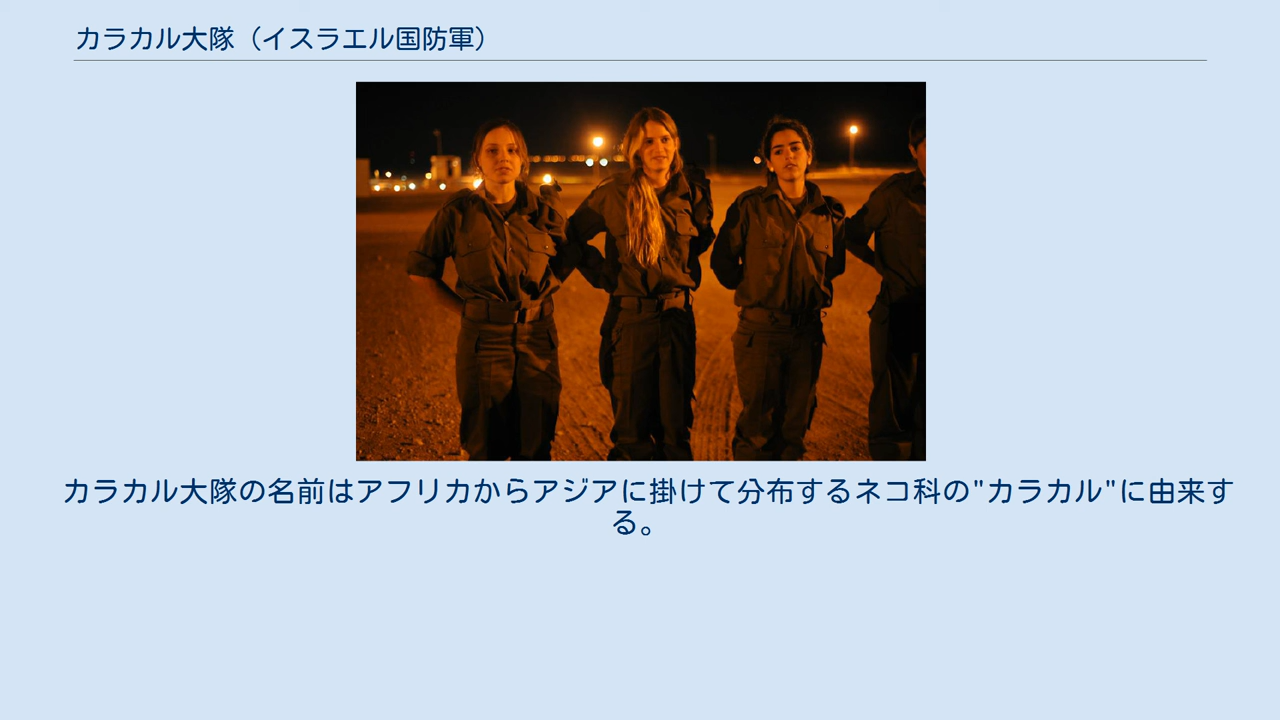 カラカル大隊（イスラエル国防軍）
カラカル大隊の名前はアフリカからアジアに掛けて分布するネコ科の"カラカル"に由来す
る。